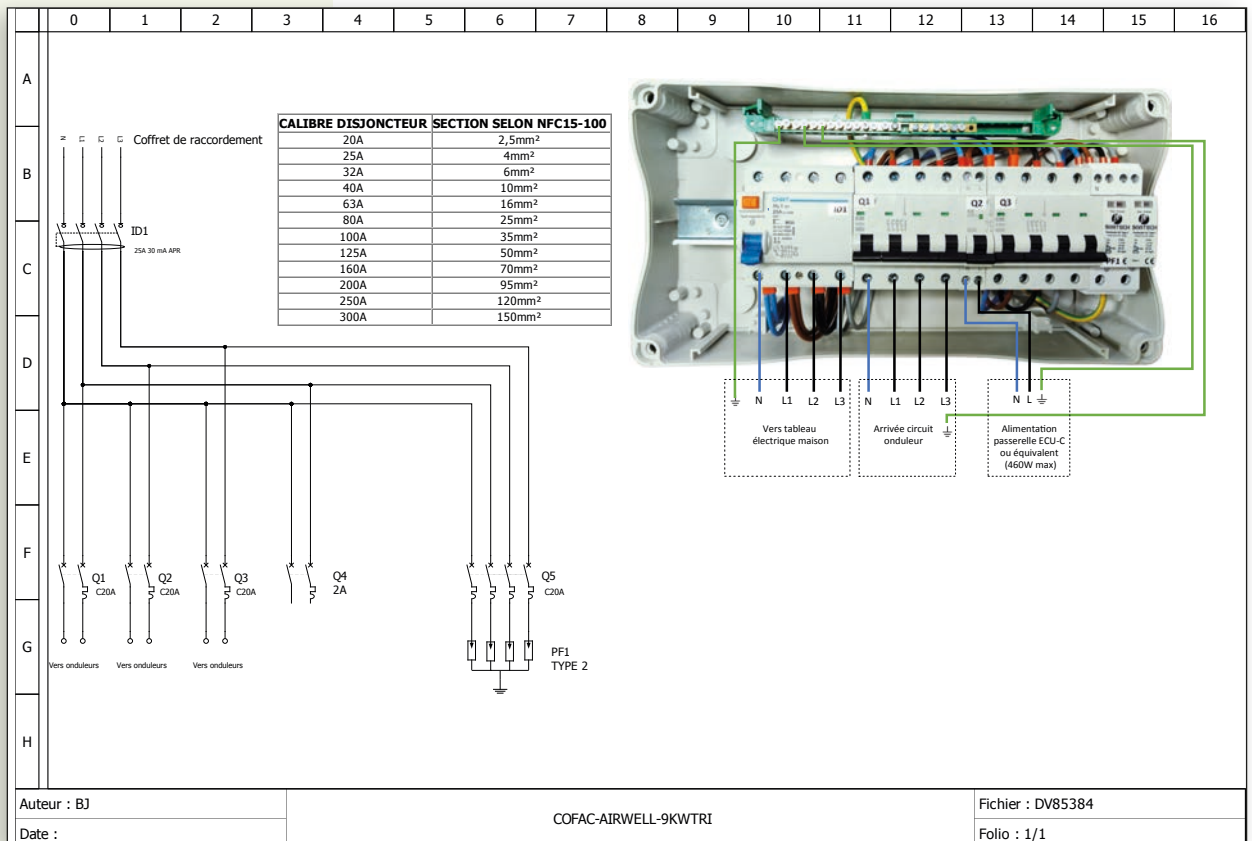 0 1 2 3 4 5 6 7 8 9 10 11 12 13 14 15 16
A
B
C
D
E
F
G
H
N L1 L2 L3
Coffret de raccordement
ID1
25A 30 mA APR
CALIBRE DISJONCTEUR SECTION SELON NFC15-100
20A 2,5mm²
25A 4mm²
32A 6mm²
40A 10mm²
63A 16mm²
80A 25mm²
100A 35mm²
125A 50mm²
160A 70mm²
200A 95mm²
250A 120mm²
300A 150mm²
Q1
C20A
Q2
C20A
Q3
C20A
Q4
2A
Q5
C20A
Vers onduleurs
Vers onduleurs
Vers onduleurs
PF1
TYPE 2
ID1
Q1
Q2
Q3
PF1
N L1 L2 L3
Vers tableau
électrique maison
N L1 L2 L3
Arrivée circuit
onduleur
N L
Alimentation
passerelle ECU-C
ou équivalent
(460W max)
Auteur : BJ
Date :
COFAC-AIRWELL-9KWTRI
Fichier : DV85384
Folio : 1/1